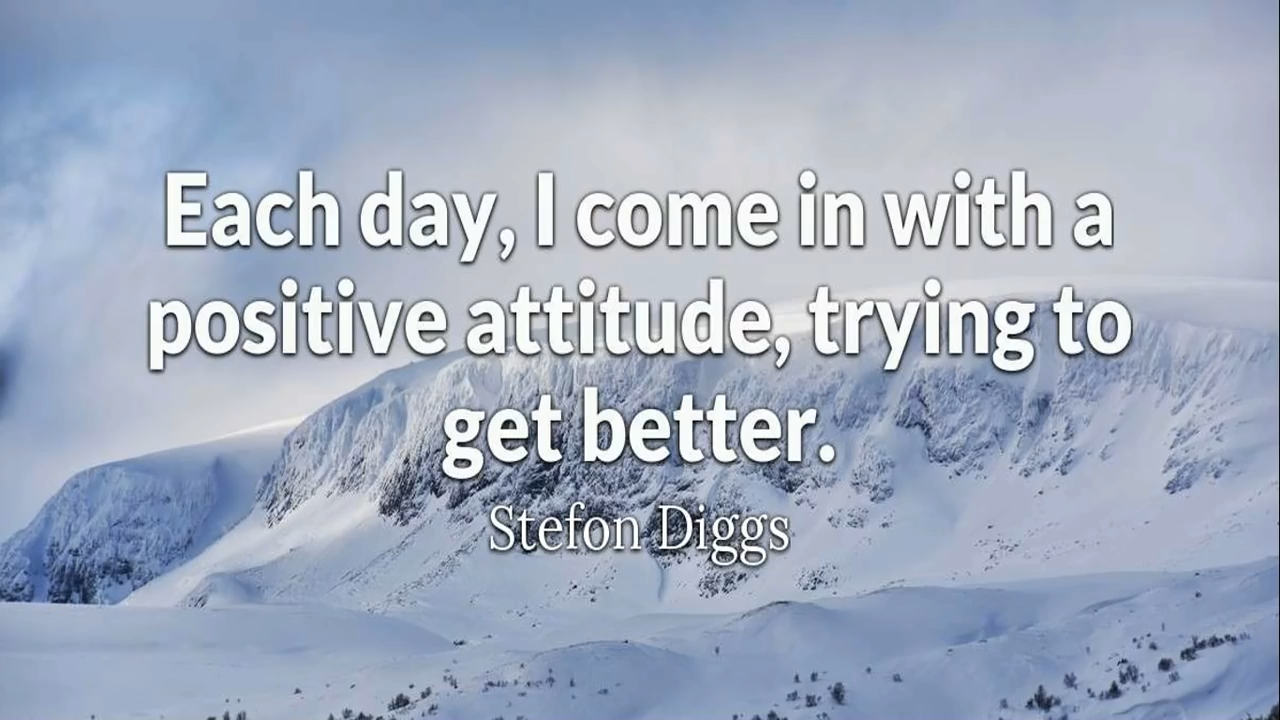 Each day, I come in with a
positive attitude, trying to
get better.
Stefon Diggs